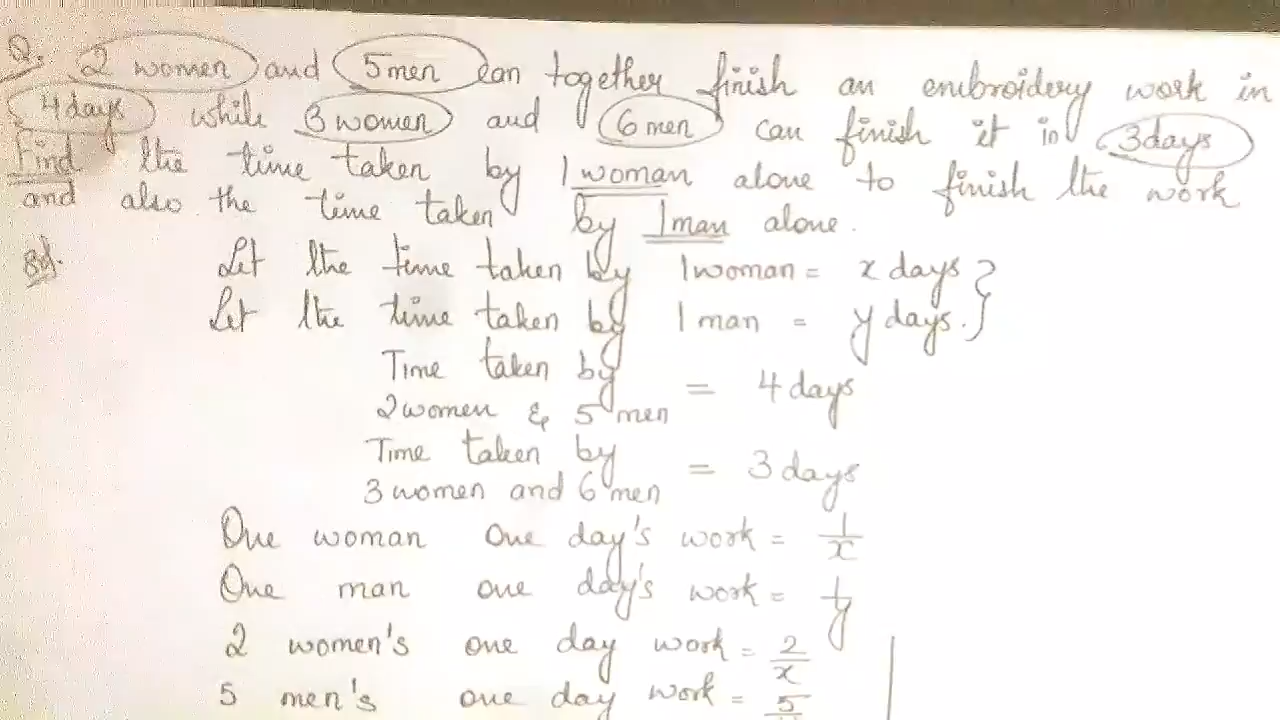 Q. 2 women and 5 men can together finish an embroidery work in
4 days while 3 women and 6 men can finish it in 3 days
Find the time taken by 1 woman alone to finish the work
and also the time taken by 1 man alone.
Sol.
Let the time taken by 1 woman = x days
Let the time taken by 1 man = y days.
Time taken by
2 women & 5 men = 4 days
Time taken by
3 women and 6 men = 3 days
One woman one day's work = 1/x
One man one day's work = 1/y
2 women's one day work = 2/x
5 men's one day work = 5/